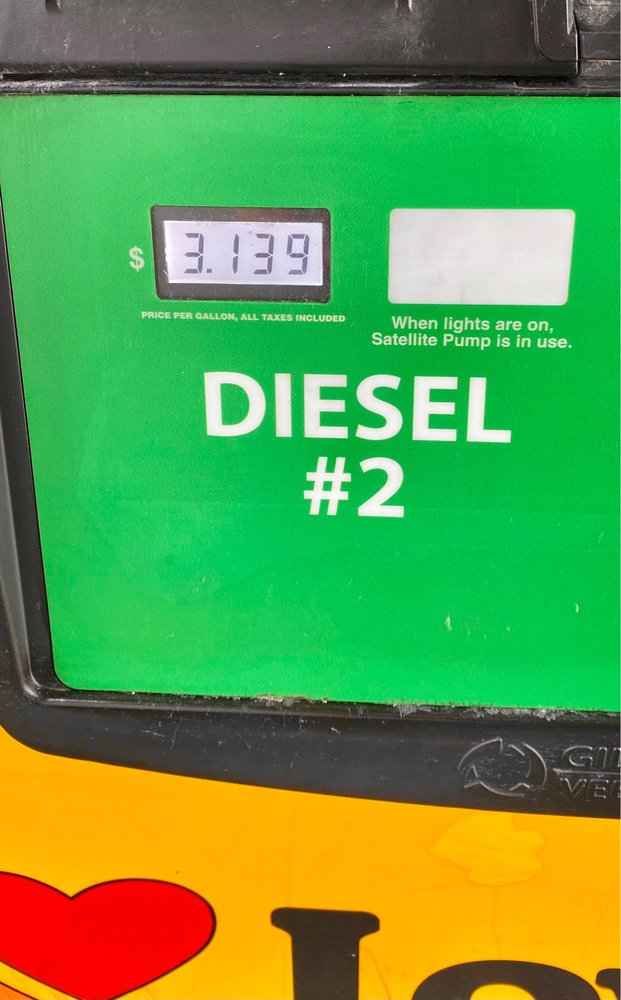 $ 3.139
PRICE PER GALLON, ALL TAXES INCLUDED
When lights are on,
Satellite Pump is in use.
DIESEL
#2